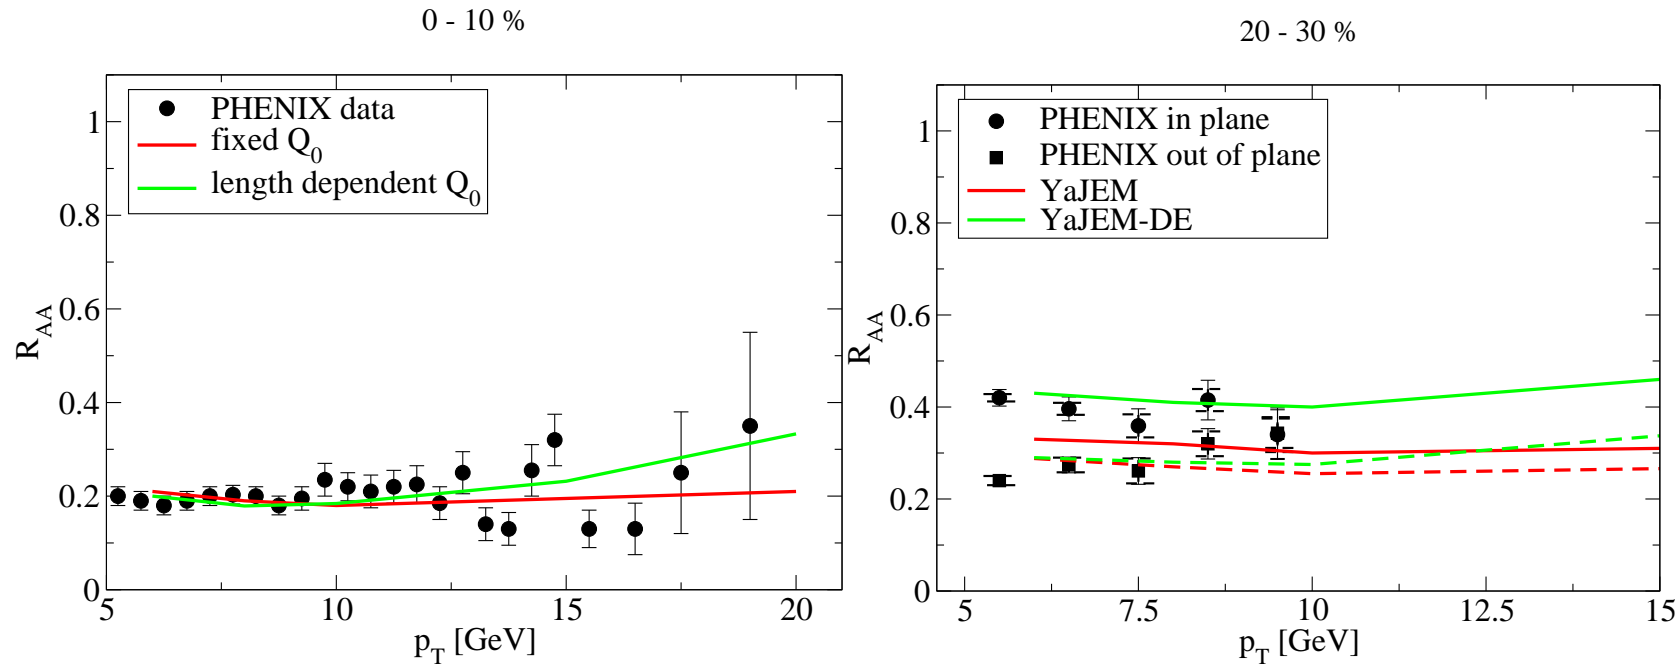 0 - 10 %
PHENIX data
fixed Q0
length dependent Q0
1
0.8
0.6
0.4
0.2
0
RAA
5
10
15
20
pT [GeV]
20 - 30 %
PHENIX in plane
PHENIX out of plane
YaJEM
YaJEM-DE
1
0.8
0.6
0.4
0.2
0
RAA
5
7.5
10
12.5
15
pT [GeV]